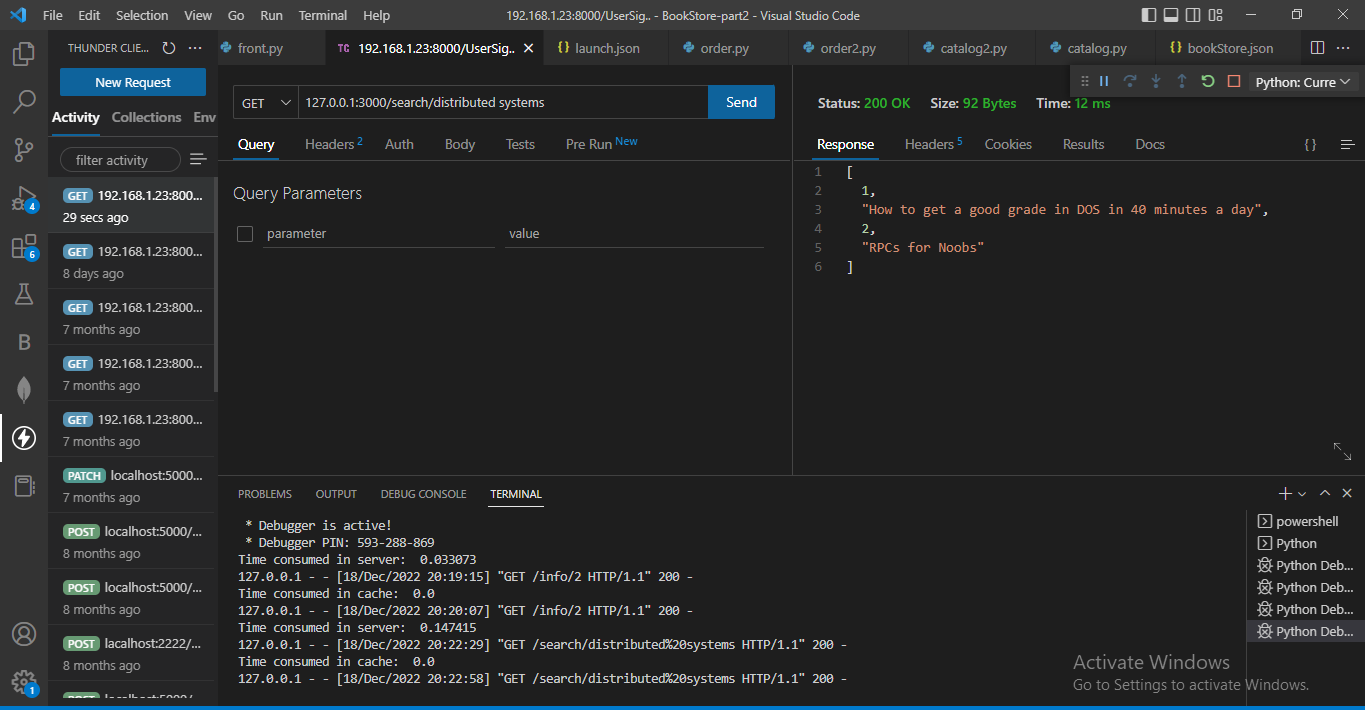 File Edit Selection View Go Run Terminal Help 192.168.1.23:8000/UserSig.. - BookStore-part2 - Visual Studio Code
THUNDER CLIE... ...
front.py TC 192.168.1.23:8000/UserSig.. {} launch.json order.py order2.py catalog2.py catalog.py {} bookStore.json ...
New Request
Activity Collections Env
filter activity
GET 192.168.1.23:800...
29 secs ago
GET 192.168.1.23:800...
8 days ago
GET 192.168.1.23:800...
7 months ago
GET 192.168.1.23:800...
7 months ago
GET 192.168.1.23:800...
7 months ago
PATCH localhost:5000...
7 months ago
POST localhost:5000/...
8 months ago
POST localhost:5000/...
8 months ago
POST localhost:2222/...
8 months ago
POST localhost:5000/...
4
6
B
1
GET 127.0.0.1:3000/search/distributed systems Send
Query Headers 2 Auth Body Tests Pre Run New
Query Parameters
parameter value
Python: Curre
Status: 200 OK Size: 92 Bytes Time: 12 ms
Response Headers 5 Cookies Results Docs {}
1 [
2 1,
3 "How to get a good grade in DOS in 40 minutes a day",
4 2,
5 "RPCs for Noobs"
6 ]
PROBLEMS OUTPUT DEBUG CONSOLE TERMINAL
* Debugger is active!
* Debugger PIN: 593-288-869
Time consumed in server: 0.033073
127.0.0.1 - - [18/Dec/2022 20:19:15] "GET /info/2 HTTP/1.1" 200 -
Time consumed in cache: 0.0
127.0.0.1 - - [18/Dec/2022 20:20:07] "GET /info/2 HTTP/1.1" 200 -
Time consumed in server: 0.147415
127.0.0.1 - - [18/Dec/2022 20:22:29] "GET /search/distributed%20systems HTTP/1.1" 200 -
Time consumed in cache: 0.0
127.0.0.1 - - [18/Dec/2022 20:22:58] "GET /search/distributed%20systems HTTP/1.1" 200 -
powershell
Python
Python Deb...
Python Deb...
Python Deb...
Python Deb...
Activate Windows
Go to Settings to activate Windows.